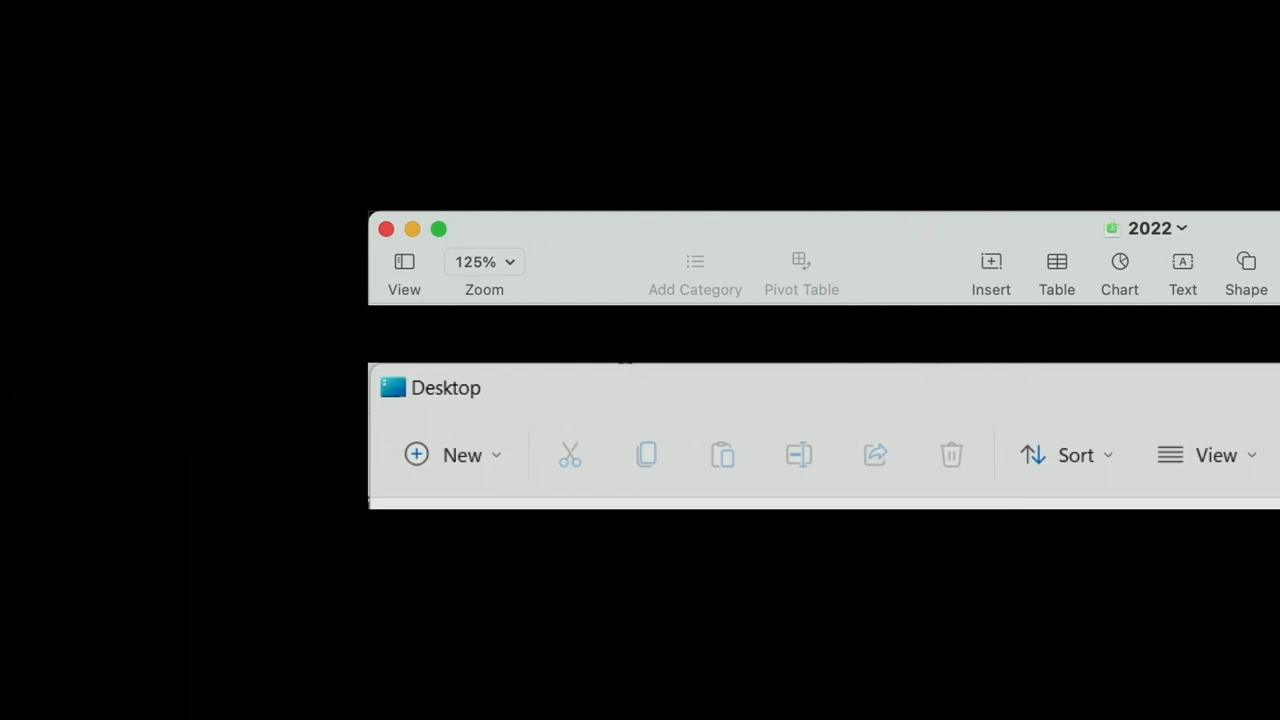 2022
125%
View Zoom Add Category Pivot Table Insert Table Chart Text Shape
Desktop
New Sort View